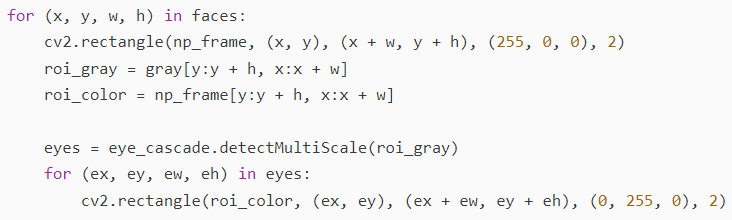 for (x, y, w, h) in faces:
    cv2.rectangle(np_frame, (x, y), (x + w, y + h), (255, 0, 0), 2)
    roi_gray = gray[y:y + h, x:x + w]
    roi_color = np_frame[y:y + h, x:x + w]

    eyes = eye_cascade.detectMultiScale(roi_gray)
    for (ex, ey, ew, eh) in eyes:
        cv2.rectangle(roi_color, (ex, ey), (ex + ew, ey + eh), (0, 255, 0), 2)